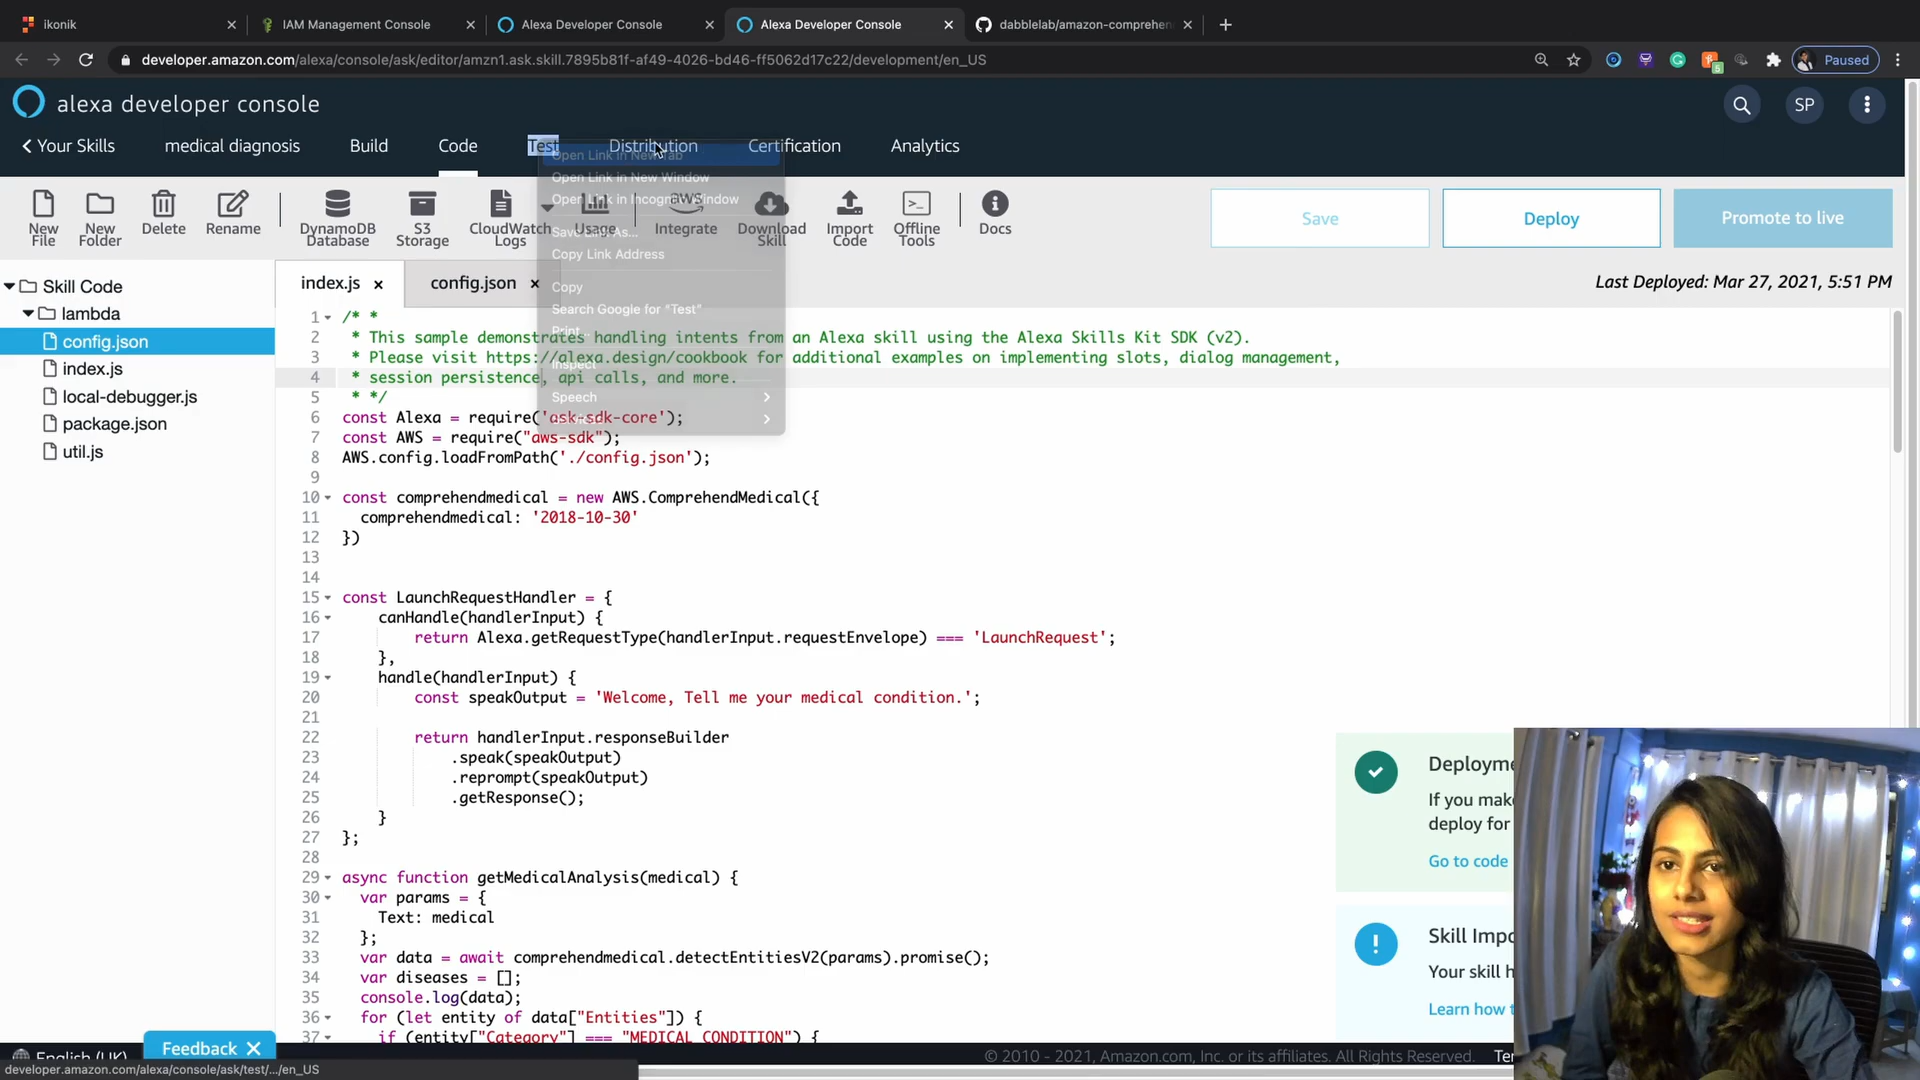 ikonik
IAM Management Console
Alexa Developer Console
Alexa Developer Console
dabblelab/amazon-comprehen
developer.amazon.com/alexa/console/ask/editor/amzn1.ask.skill.7895b81f-af49-4026-bd46-ff5062d17c22/development/en_US
5
Paused
alexa developer console
SP
Your Skills
medical diagnosis
Build
Code
Test
Distribution
Certification
Analytics
Open Link in New Tab
Open Link in New Window
Open Link in Incognito Window
Save Link As...
Copy Link Address
Copy
Search Google for "Test"
Print...
Inspect
Speech
New File
New Folder
Delete
Rename
DynamoDB Database
S3 Storage
CloudWatch Logs
Usage
AWS Integrate
Download Skill
Import Code
Offline Tools
Docs
Save
Deploy
Promote to live
Skill Code
lambda
config.json
index.js
local-debugger.js
package.json
util.js
index.js
config.json
Last Deployed: Mar 27, 2021, 5:51 PM
1 /* *
2 * This sample demonstrates handling intents from an Alexa skill using the Alexa Skills Kit SDK (v2).
3 * Please visit https://alexa.design/cookbook for additional examples on implementing slots, dialog management,
4 * session persistence, api calls, and more.
5 * */
6 const Alexa = require('ask-sdk-core');
7 const AWS = require("aws-sdk");
8 AWS.config.loadFromPath('./config.json');
9
10 const comprehendmedical = new AWS.ComprehendMedical({
11 comprehendmedical: '2018-10-30'
12 })
13
14
15 const LaunchRequestHandler = {
16 canHandle(handlerInput) {
17 return Alexa.getRequestType(handlerInput.requestEnvelope) === 'LaunchRequest';
18 },
19 handle(handlerInput) {
20 const speakOutput = 'Welcome, Tell me your medical condition.';
21
22 return handlerInput.responseBuilder
23 .speak(speakOutput)
24 .reprompt(speakOutput)
25 .getResponse();
26 }
27 };
28
29 async function getMedicalAnalysis(medical) {
30 var params = {
31 Text: medical
32 };
33 var data = await comprehendmedical.detectEntitiesV2(params).promise();
34 var diseases = [];
35 console.log(data);
36 for (let entity of data["Entities"]) {
37 if (entity["Category"] === "MEDICAL_CONDITION") {
Deployme
If you mak
deploy for
Go to code
Skill Impo
Your skill h
Learn how t
English (UK)
Feedback
© 2010 - 2021, Amazon.com, Inc. or its affiliates. All Rights Reserved.
Ter
developer.amazon.com/alexa/console/ask/test/.../en_US